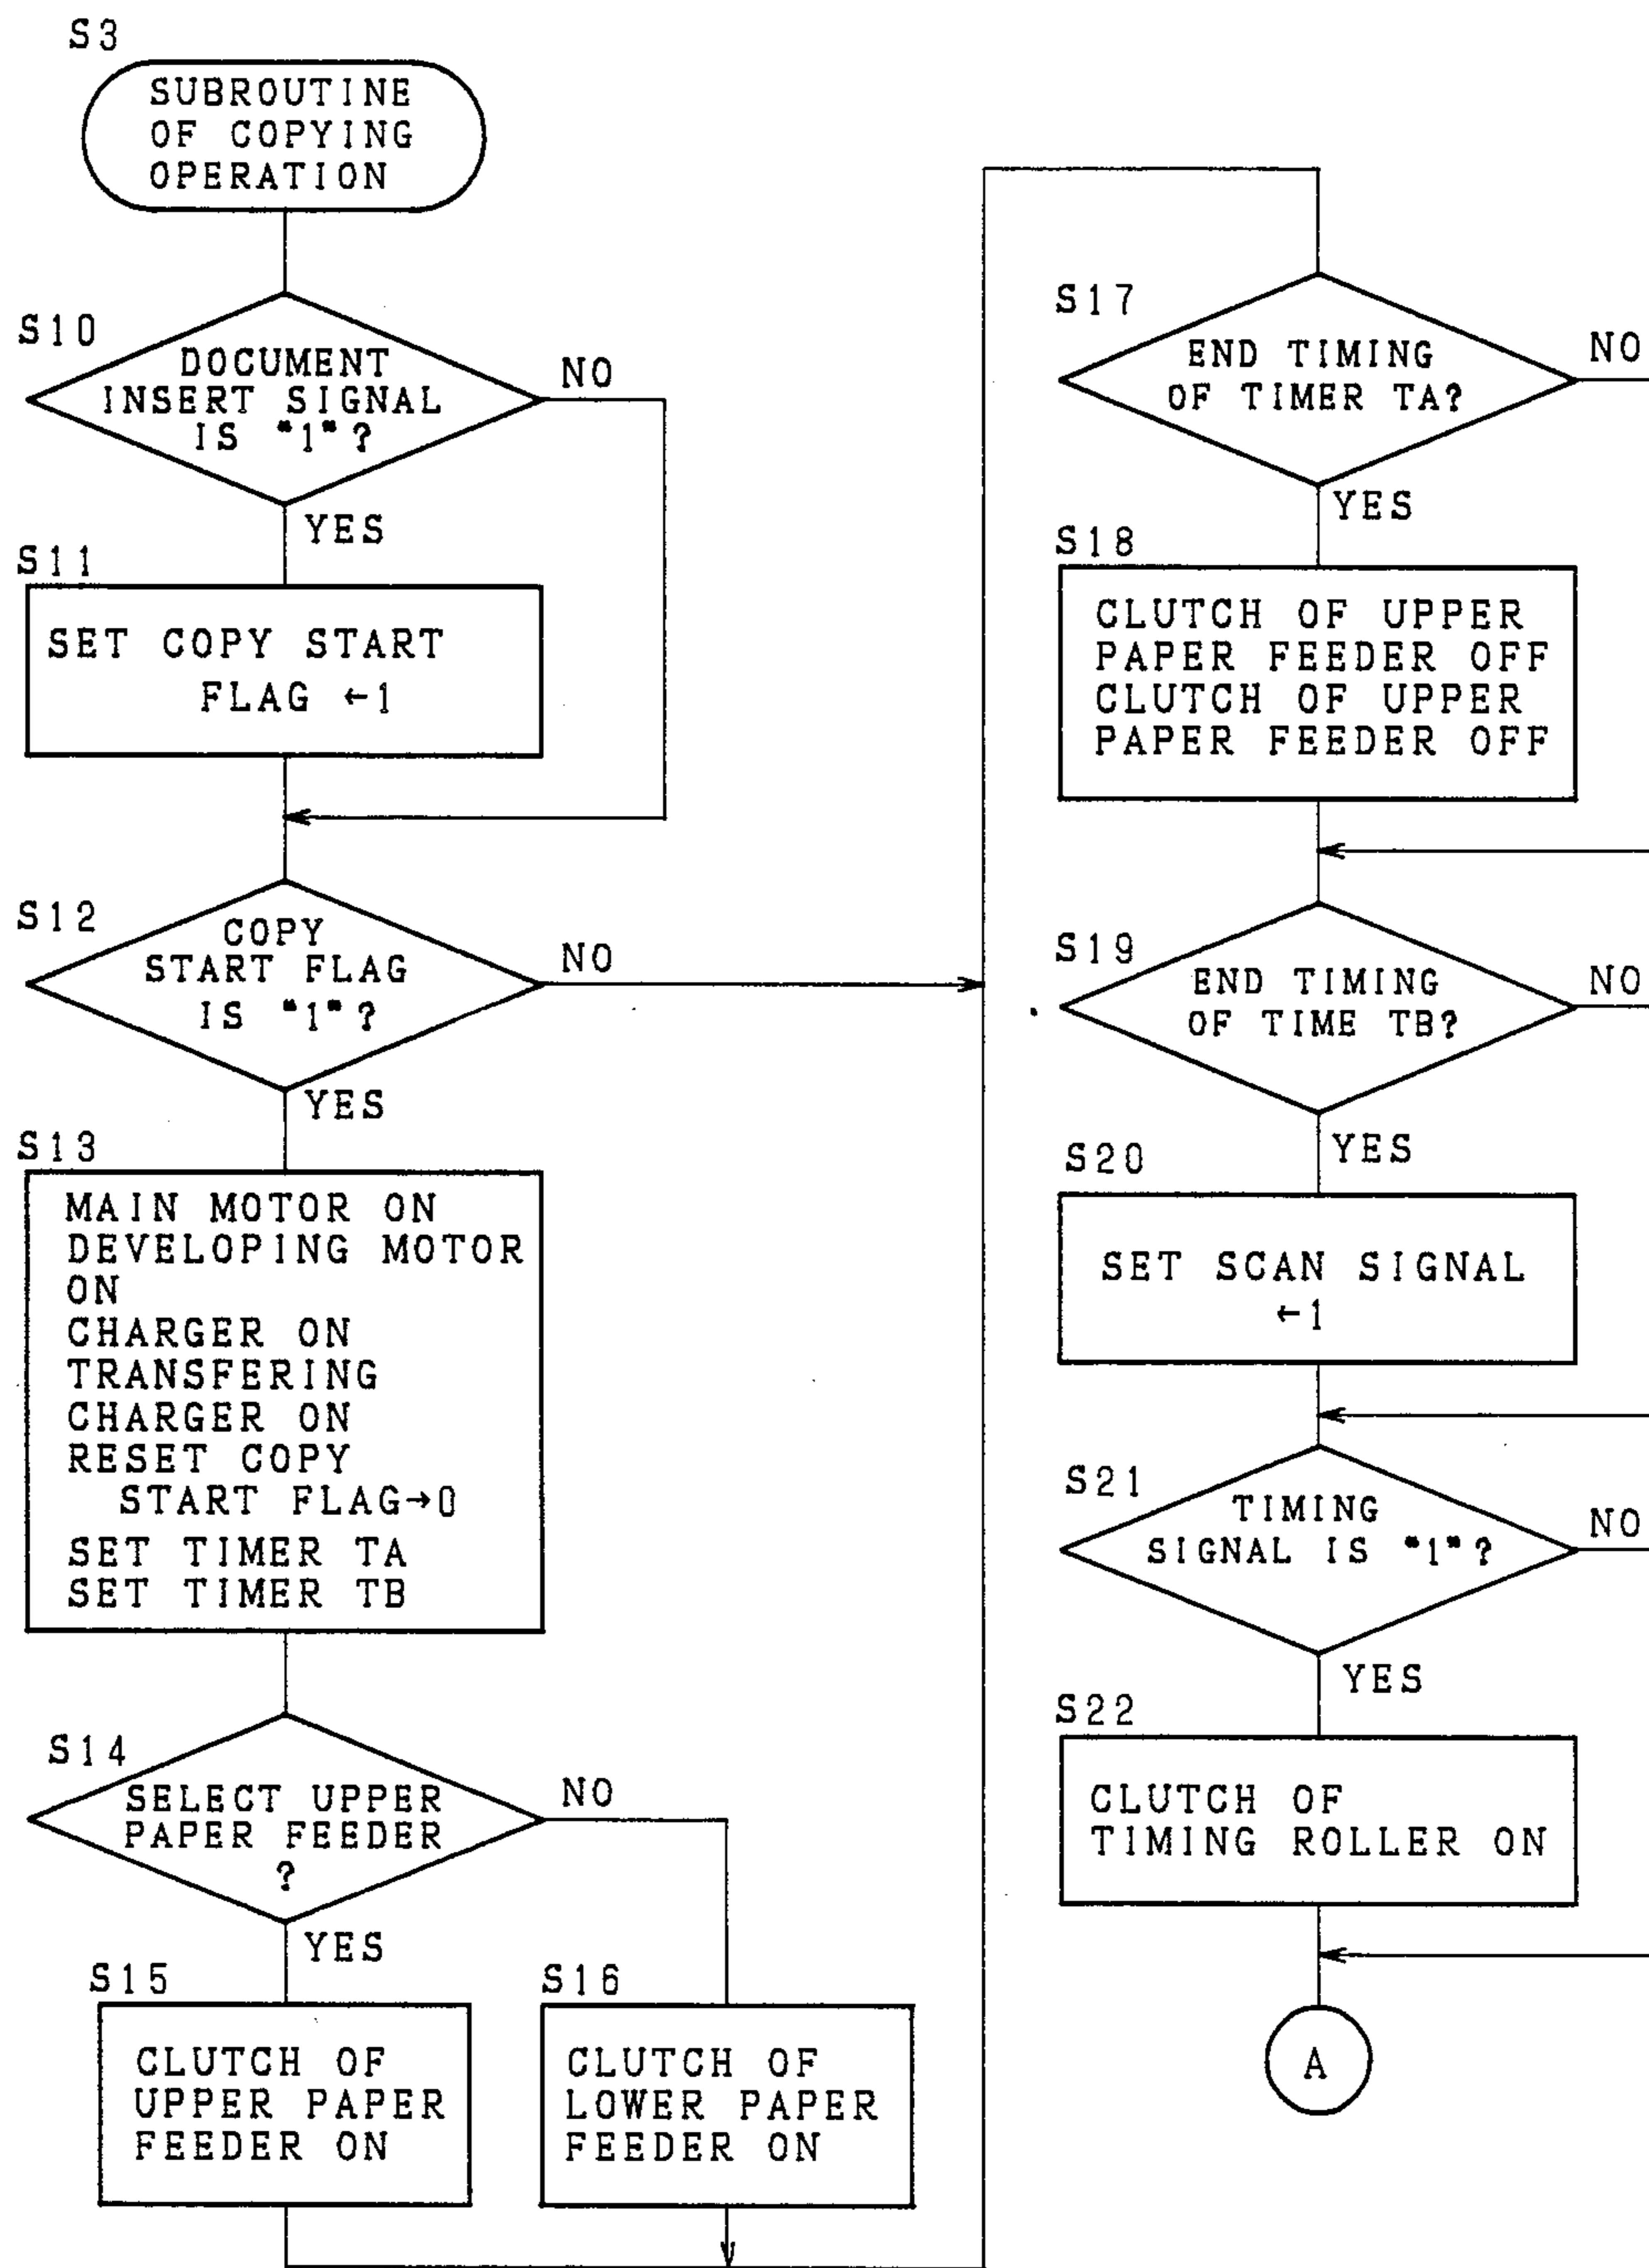 S3
SUBROUTINE
OF COPYING
OPERATION
S10
DOCUMENT
INSERT SIGNAL
IS "1"?
NO
YES
S11
SET COPY START
FLAG ←1
S12
COPY
START FLAG
IS "1"?
NO
YES
S13
MAIN MOTOR ON
DEVELOPING MOTOR
ON
CHARGER ON
TRANSFERING
CHARGER ON
RESET COPY
START FLAG→0
SET TIMER TA
SET TIMER TB
S14
SELECT UPPER
PAPER FEEDER
?
NO
YES
S15
CLUTCH OF
UPPER PAPER
FEEDER ON
S16
CLUTCH OF
LOWER PAPER
FEEDER ON
S17
END TIMING
OF TIMER TA?
NO
YES
S18
CLUTCH OF UPPER
PAPER FEEDER OFF
CLUTCH OF UPPER
PAPER FEEDER OFF
S19
END TIMING
OF TIME TB?
NO
YES
S20
SET SCAN SIGNAL
←1
S21
TIMING
SIGNAL IS "1"?
NO
YES
S22
CLUTCH OF
TIMING ROLLER ON
A